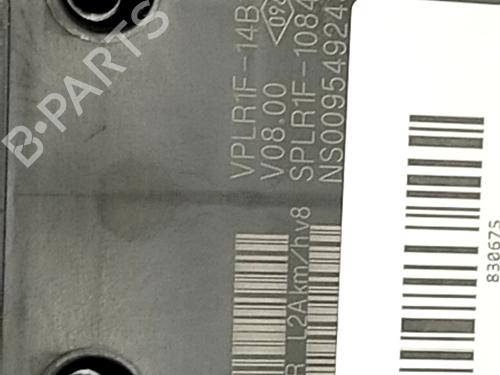 VPLR1F-14B
V08.00
SPLR1F-1084
NS00954924
L2Akm/hv8
830675
B-PARTS